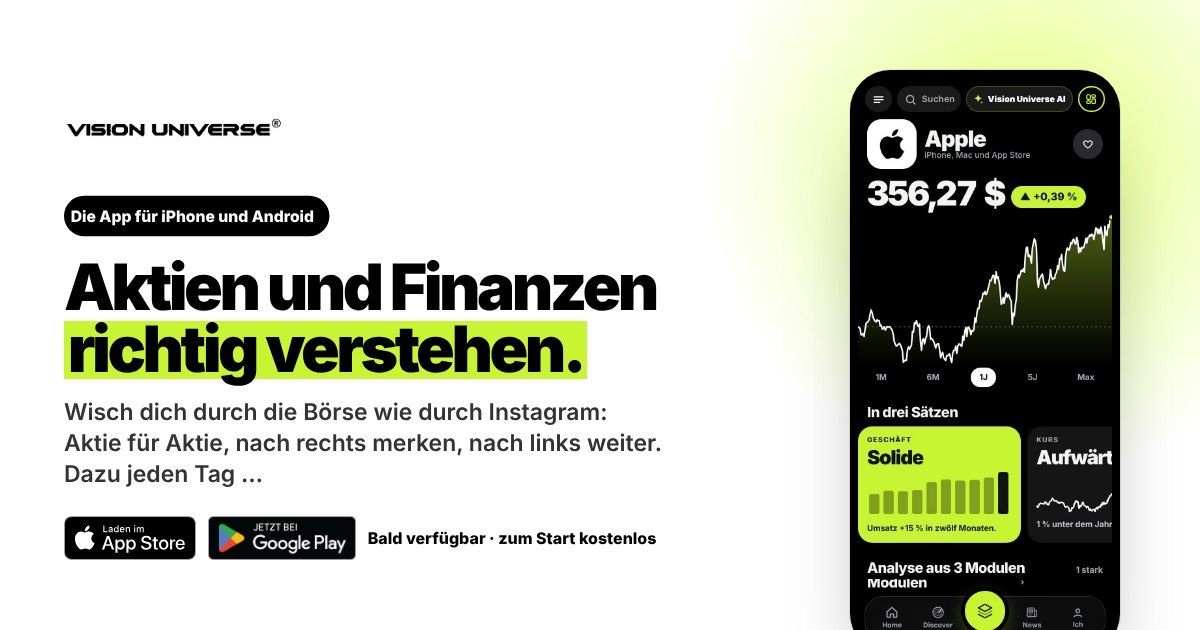 VISION UNIVERSE®
Die App für iPhone und Android
Aktien und Finanzen
richtig verstehen.
Wisch dich durch die Börse wie durch Instagram:
Aktie für Aktie, nach rechts merken, nach links weiter.
Dazu jeden Tag ...
Laden im
App Store
JETZT BEI
Google Play
Bald verfügbar · zum Start kostenlos
Suchen
Vision Universe AI
Apple
iPhone, Mac und App Store
356,27 $
▲ +0,39 %
1M 6M 1J 5J Max
In drei Sätzen
GESCHÄFT
Solide
Umsatz +15 % in zwölf Monaten.
KURS
Aufwärt
1 % unter dem Jahr
Analyse aus 3 Modulen
1 stark
Modulen
Home Discover News Ich